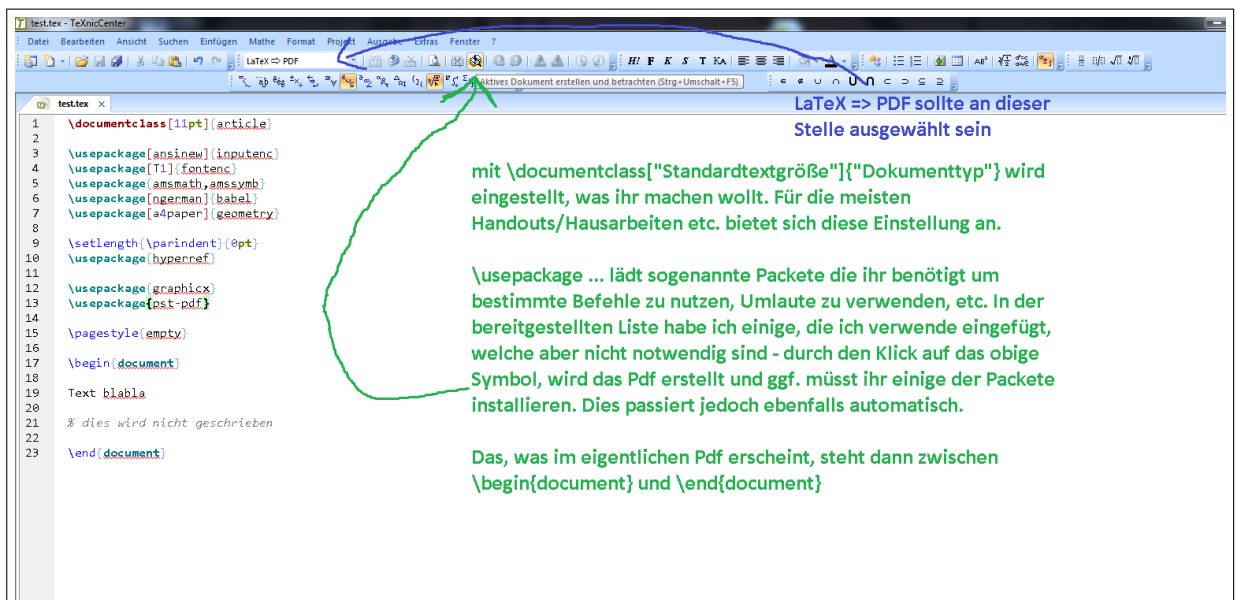 test.tex - TeXnicCenter
Datei Bearbeiten Ansicht Suchen Einfügen Mathe Format Projekt Ausgabe Extras Fenster ?
LaTeX ⇨ PDF
H! F K S T KA
Aktives Dokument erstellen und betrachten (Strg+Umschalt+F5)
test.tex ×
LaTeX => PDF sollte an dieser
Stelle ausgewählt sein
1 \documentclass[11pt]{article}
2
3 \usepackage[ansinew]{inputenc}
4 \usepackage[T1]{fontenc}
5 \usepackage{amsmath,amssymb}
6 \usepackage[ngerman]{babel}
7 \usepackage[a4paper]{geometry}
8
9 \setlength{\parindent}{0pt}
10 \usepackage{hyperref}
11
12 \usepackage{graphicx}
13 \usepackage{pst-pdf}
14
15 \pagestyle{empty}
16
17 \begin{document}
18
19 Text blabla
20
21 % dies wird nicht geschrieben
22
23 \end{document}
mit \documentclass["Standardtextgröße"]{"Dokumenttyp"} wird
eingestellt, was ihr machen wollt. Für die meisten
Handouts/Hausarbeiten etc. bietet sich diese Einstellung an.
\usepackage ... lädt sogenannte Packete die ihr benötigt um
bestimmte Befehle zu nutzen, Umlaute zu verwenden, etc. In der
bereitgestellten Liste habe ich einige, die ich verwende eingefügt,
welche aber nicht notwendig sind - durch den Klick auf das obige
Symbol, wird das Pdf erstellt und ggf. müsst ihr einige der Packete
installieren. Dies passiert jedoch ebenfalls automatisch.
Das, was im eigentlichen Pdf erscheint, steht dann zwischen
\begin{document} und \end{document}